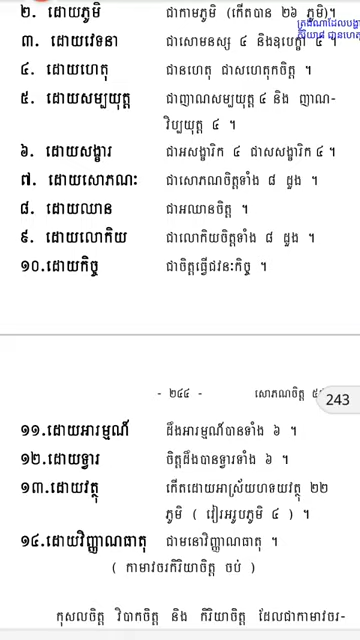 ២. ដោយភូមិ ជាកាមភូមិ (កើតបាន ២៦ ភូមិ)។
៣. ដោយវេទនា ជាសោមនស្ស ៤ និងឧបេក្ខា ៤ ។
៤. ដោយហេតុ ជានហេតុ ជាសហេតុកចិត្ត ។
៥. ដោយសម្បយុត្ត ជាញាណសម្បយុត្ត ៤ និង ញាណ-
វិប្បយុត្ត ៤ ។
៦. ដោយសង្ខារ ជាអសង្ខារិក ៤ ជាសសង្ខារិក ៤ ។
៧. ដោយសោភណៈ ជាសោភណចិត្តទាំង ៨ ដួង ។
៨. ដោយឈាន ជាអឈានចិត្ត ។
៩. ដោយលោកិយ ជាលោកិយចិត្តទាំង ៨ ដួង ។
១០.ដោយកិច្ច ជាចិត្តធ្វើជវនៈកិច្ច ។
- ២៤៤ - សោភណចិត្ត
243
១១.ដោយអារម្មណ៍ ដឹងអារម្មណ៍បានទាំង ៦ ។
១២.ដោយទ្វារ ចិត្តដឹងបានទ្វារទាំង ៦ ។
១៣.ដោយវត្ថុ កើតដោយអាស្រ័យហទយវត្ថុ ២២
ភូមិ ( វៀរអរូបភូមិ ៤ ) ។
១៤.ដោយវិញ្ញាណធាតុ ជាមនោវិញ្ញាណធាតុ ។
( កាមាវចរកិរិយាចិត្ត ចប់ )
កុសលចិត្ត វិបាកចិត្ត និង កិរិយាចិត្ត ដែលជាកាមាវចរ-